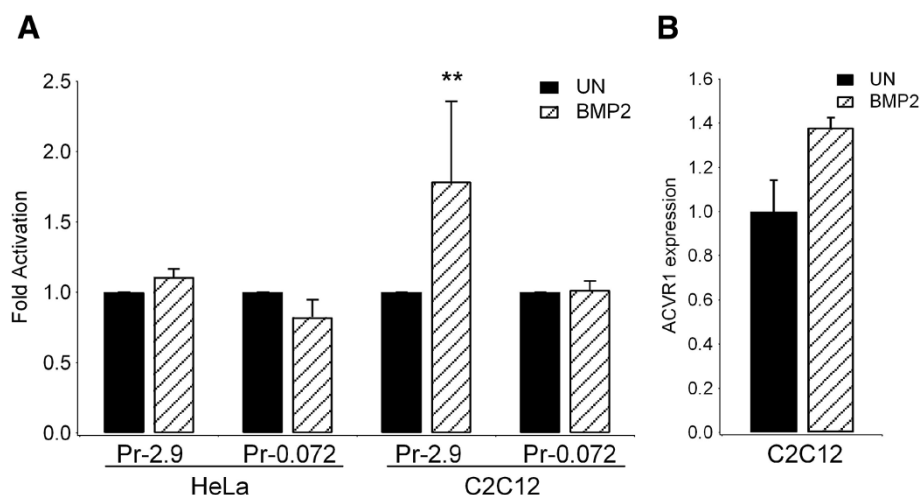 A
Fold Activation
2.5
2.0
1.5
1.0
0.5
0.0
UN
BMP2
**
Pr-2.9 Pr-0.072 Pr-2.9 Pr-0.072
HeLa C2C12
B
ACVR1 expression
1.6
1.4
1.2
1.0
0.8
0.6
0.4
0.2
0.0
UN
BMP2
C2C12